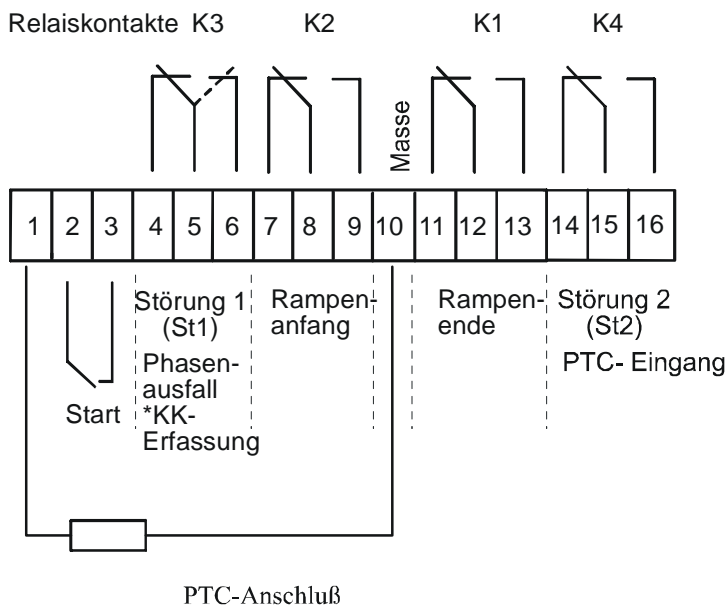 Relaiskontakte K3 K2 K1 K4
Masse
1 2 3 4 5 6 7 8 9 10 11 12 13 14 15 16
Störung 1
(St1)
Phasen-
ausfall
*KK-
Erfassung
Rampen-
anfang
Rampen-
ende
Störung 2
(St2)
PTC- Eingang
Start
PTC-Anschluß